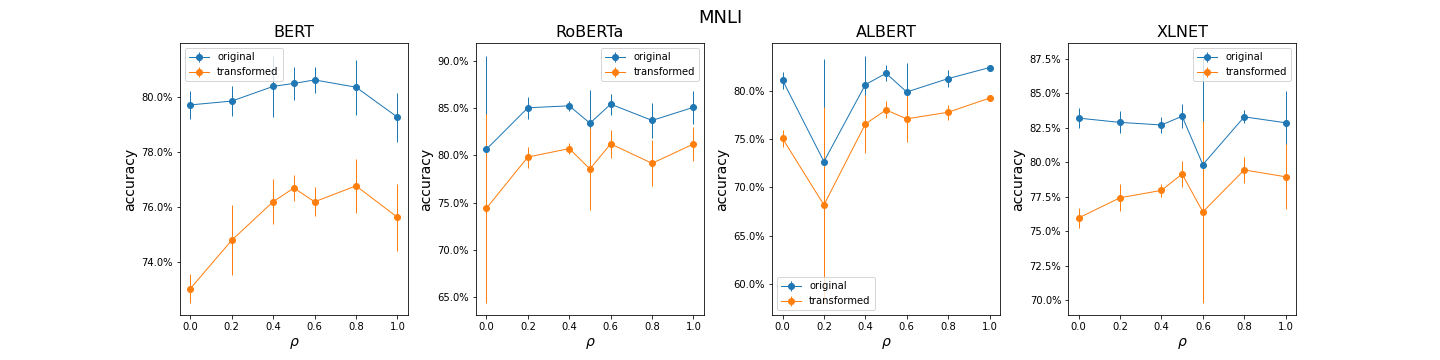 MNLI
BERT
original
transformed
80.0%
78.0%
76.0%
74.0%
accuracy
0.0 0.2 0.4 0.6 0.8 1.0
ρ
RoBERTa
original
transformed
90.0%
85.0%
80.0%
75.0%
70.0%
65.0%
accuracy
0.0 0.2 0.4 0.6 0.8 1.0
ρ
ALBERT
80.0%
75.0%
70.0%
65.0%
60.0%
accuracy
original
transformed
0.0 0.2 0.4 0.6 0.8 1.0
ρ
XLNET
original
transformed
87.5%
85.0%
82.5%
80.0%
77.5%
75.0%
72.5%
70.0%
accuracy
0.0 0.2 0.4 0.6 0.8 1.0
ρ